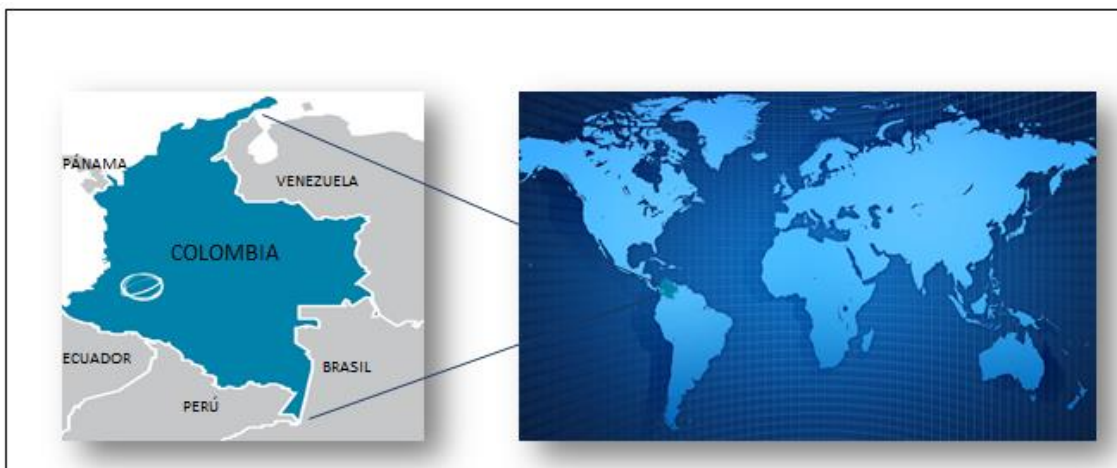 PÁNAMA
VENEZUELA
COLOMBIA
ECUADOR
BRASIL
PERÚ